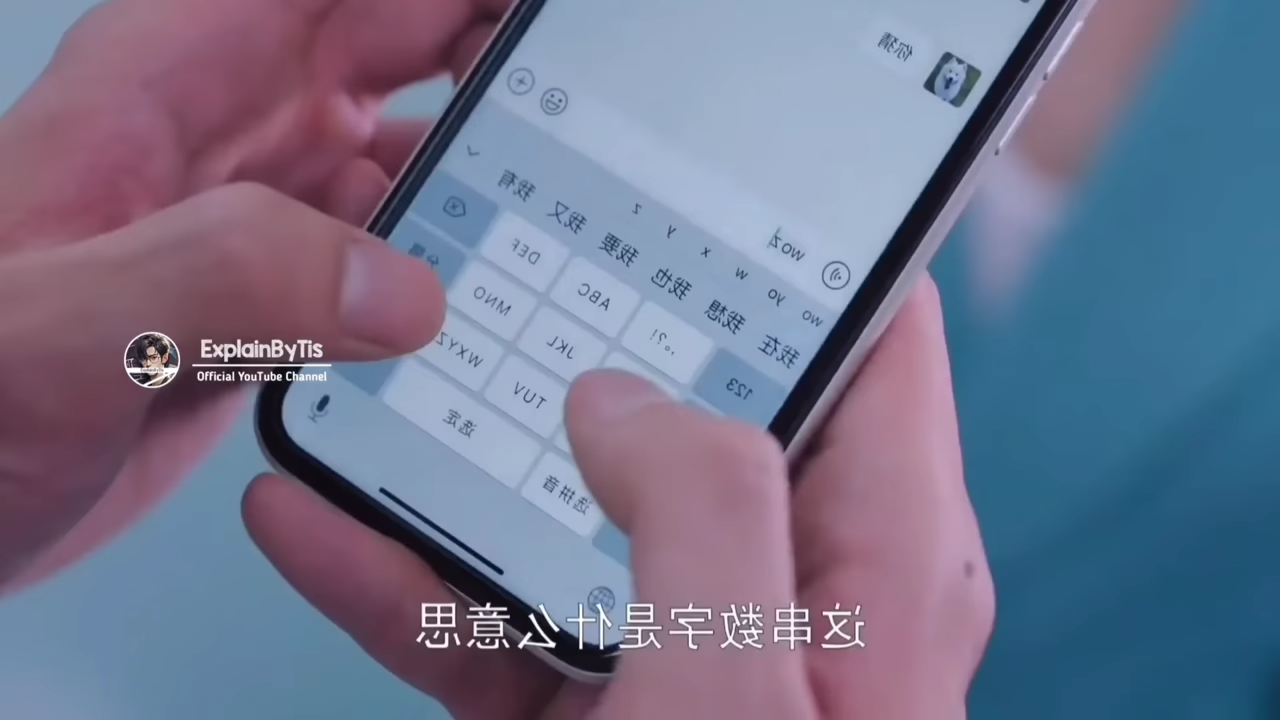 你猜
woz
z y x w yo wo
我有 我又 我要 我也 我想 我在
DEF
ABC
，。？！
123
MNO
JKL
WXYZ
TUV
选定
选拼音
ExplainByTis
Official YouTube Channel
这串数字是什么意思